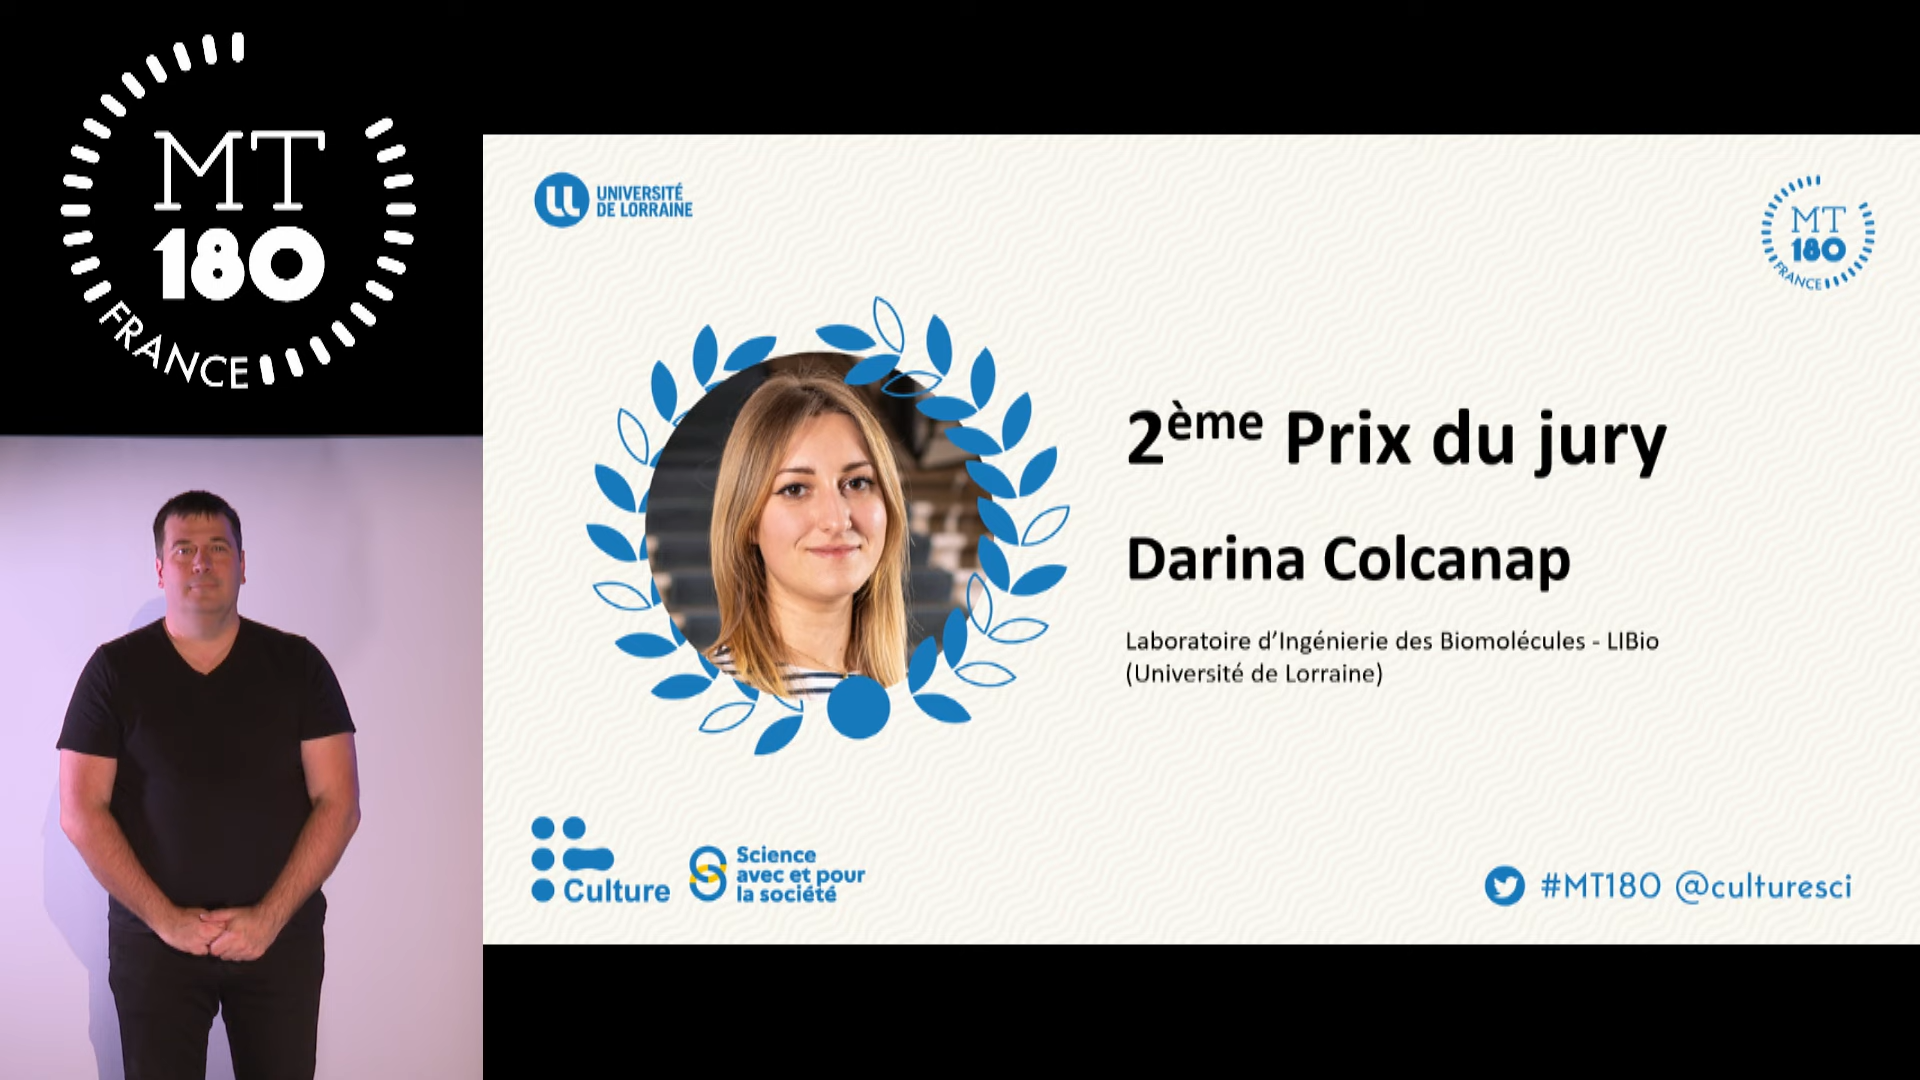 MT
180
FRANCE
UNIVERSITÉ
DE LORRAINE
MT
180
FRANCE
2ème Prix du jury
Darina Colcanap
Laboratoire d’Ingénierie des Biomolécules - LIBio
(Université de Lorraine)
Culture
Science
avec et pour
la société
#MT180 @culturesci